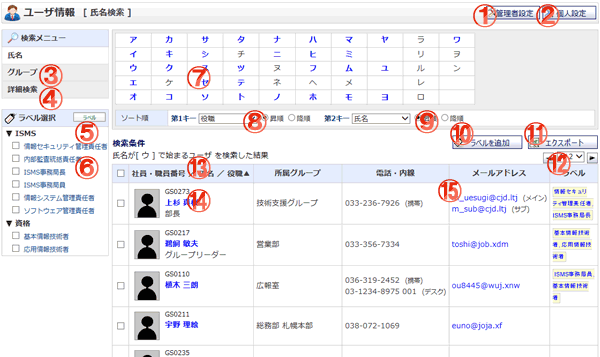 ユーザ情報 [ 氏名検索 ]
① 管理者設定 ② 個人設定
検索メニュー
氏名
グループ ③
詳細検索 ④
ラベル選択 ラベル
⑤
▼ ISMS
情報セキュリティ管理責任者
内部監査統括責任者 ⑥
ISMS事務局長
ISMS事務局員
情報システム管理責任者
ソフトウェア管理責任者
▼ 資格
基本情報技術者
応用情報技術者
ア カ サ タ ナ ハ マ ヤ ラ ワ
イ キ シ チ ニ ヒ ミ リ ヲ
ウ ク ス ツ ヌ フ ム ユ ル ン
エ ケ セ テ ネ ヘ メ レ
⑦
オ コ ソ ト ノ ホ モ ヨ ロ
ソート順 第1キー 役職 ⑧ 昇順 降順 第2キー 氏名 ⑨ 降順
検索条件
⑩ ラベルを追加 ⑪ エクスポート
氏名が[ ウ ] で始まるユーザ を検索した結果
⑫ 2
社員・職員番号 ⑬ 名 ／ 役職▲ 所属グループ 電話・内線 メールアドレス ラベル
GS0273
上杉 ⑭
部長
技術支援グループ
033-236-7926 (携帯)
⑮
_uesugi@cjd.ltj (メイン)
m_sub@cjd.ltj (サブ)
情報セキュリティ管理責任者, ISMS事務局長
GS0217
鵜飼 敏夫
グループリーダー
営業部
033-356-7334
toshi@job.xdm
基本情報技術者, 応用情報技術者
GS0110
植木 三朗
広報室
036-319-2452 (携帯)
03-1234-8975 001 (デスク)
ou8445@wuj.xnw
ISMS事務局員, 基本情報技術者
GS0211
宇野 理絵
総務部 札幌本部
038-072-1069
euno@joja.xf
GS0235